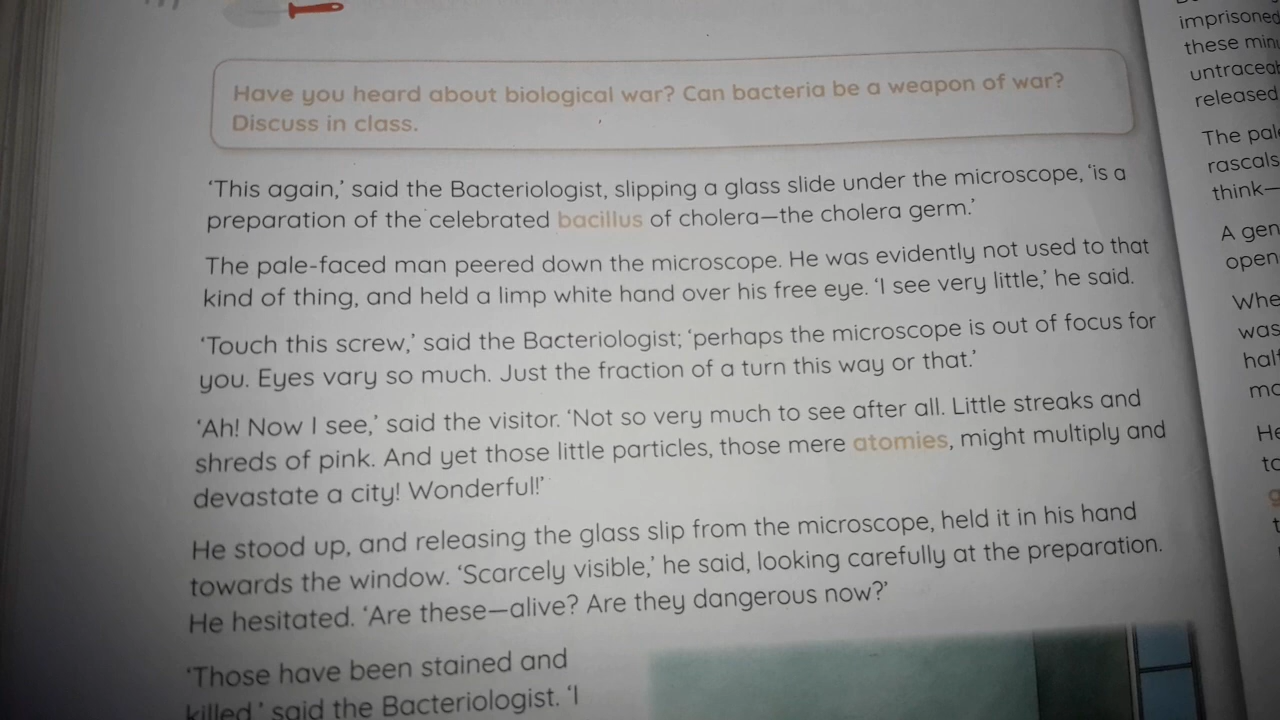 Have you heard about biological war? Can bacteria be a weapon of war?
Discuss in class.
‘This again,’ said the Bacteriologist, slipping a glass slide under the microscope, ‘is a
preparation of the celebrated bacillus of cholera—the cholera germ.’
The pale-faced man peered down the microscope. He was evidently not used to that
kind of thing, and held a limp white hand over his free eye. ‘I see very little,’ he said.
‘Touch this screw,’ said the Bacteriologist; ‘perhaps the microscope is out of focus for
you. Eyes vary so much. Just the fraction of a turn this way or that.’
‘Ah! Now I see,’ said the visitor. ‘Not so very much to see after all. Little streaks and
shreds of pink. And yet those little particles, those mere atomies, might multiply and
devastate a city! Wonderful!’
He stood up, and releasing the glass slip from the microscope, held it in his hand
towards the window. ‘Scarcely visible,’ he said, looking carefully at the preparation.
He hesitated. ‘Are these—alive? Are they dangerous now?’
‘Those have been stained and
killed,’ said the Bacteriologist. ‘I
imprisoned
these
released
The
rascals
think—
A
open
was